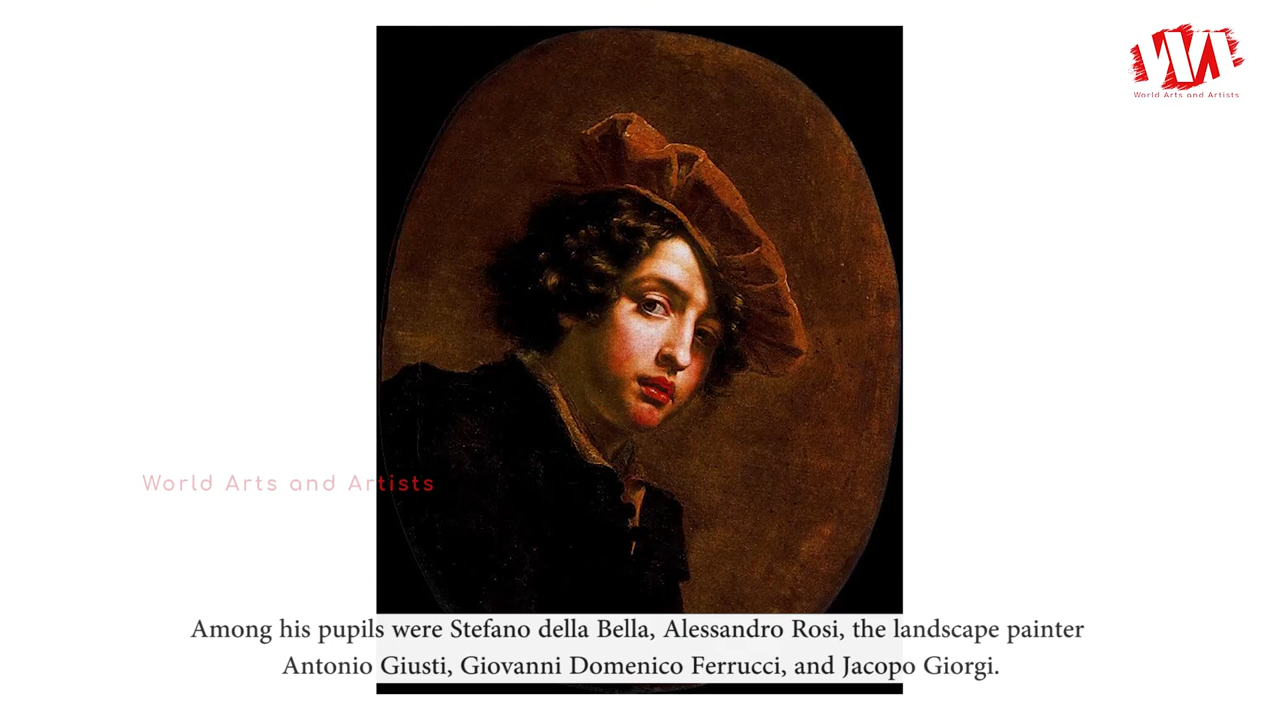 World Arts and Artists
World Arts and Artists
Among his pupils were Stefano della Bella, Alessandro Rosi, the landscape painter
Antonio Giusti, Giovanni Domenico Ferrucci, and Jacopo Giorgi.